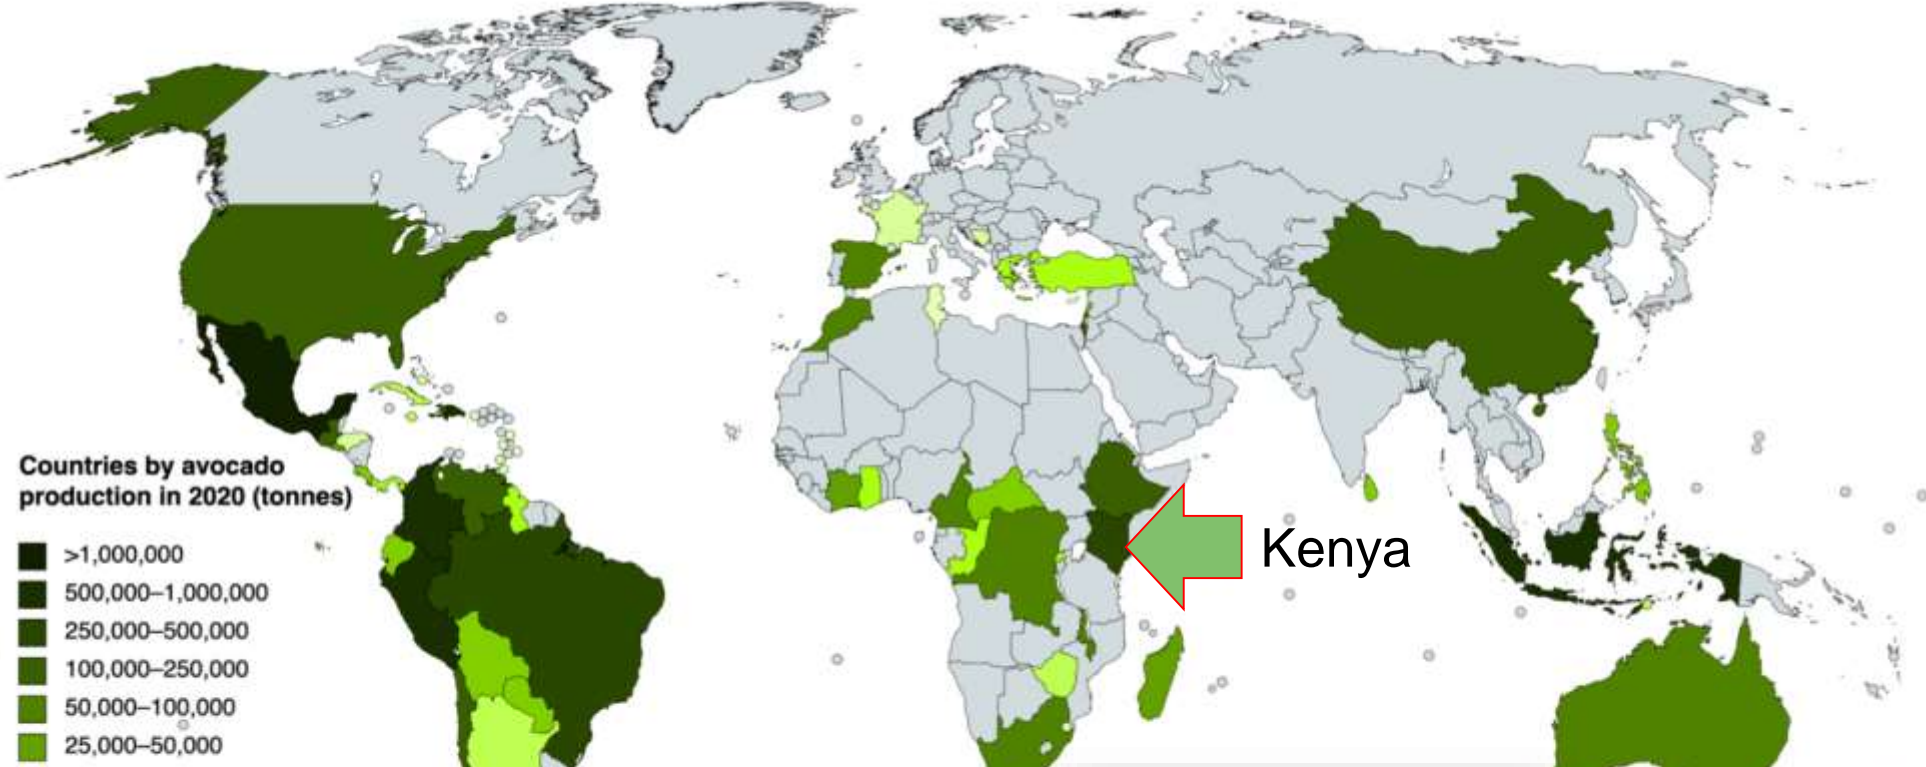 Countries by avocado
production in 2020 (tonnes)
>1,000,000
500,000–1,000,000
250,000–500,000
100,000–250,000
50,000–100,000
25,000–50,000
Kenya